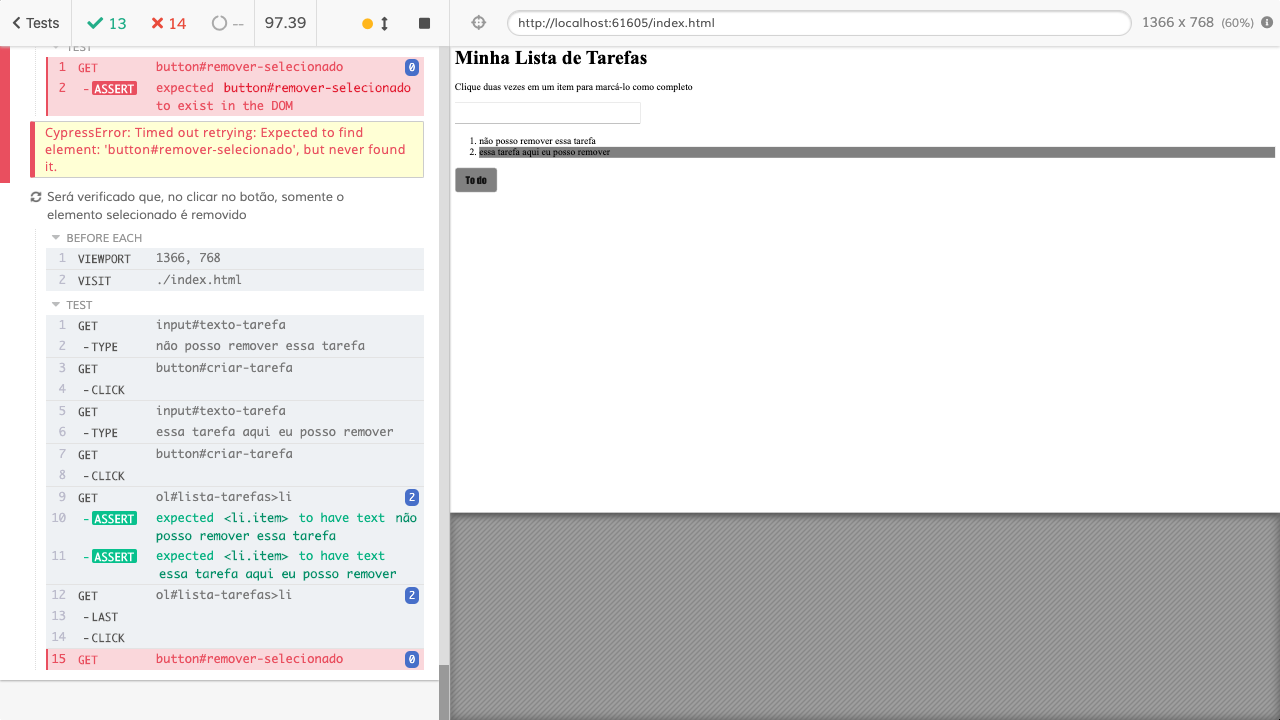 Tests
13
14
--
97.39
http://localhost:61605/index.html
1366 x 768 (60%)
TEST
1 GET button#remover-selecionado 0
2 -ASSERT expected button#remover-selecionado
to exist in the DOM
CypressError: Timed out retrying: Expected to find
element: 'button#remover-selecionado', but never found
it.
Será verificado que, no clicar no botão, somente o
elemento selecionado é removido
BEFORE EACH
1 VIEWPORT 1366, 768
2 VISIT ./index.html
TEST
1 GET input#texto-tarefa
2 -TYPE não posso remover essa tarefa
3 GET button#criar-tarefa
4 -CLICK
5 GET input#texto-tarefa
6 -TYPE essa tarefa aqui eu posso remover
7 GET button#criar-tarefa
8 -CLICK
9 GET ol#lista-tarefas>li 2
10 -ASSERT expected <li.item> to have text não
posso remover essa tarefa
11 -ASSERT expected <li.item> to have text
essa tarefa aqui eu posso remover
12 GET ol#lista-tarefas>li 2
13 -LAST
14 -CLICK
15 GET button#remover-selecionado 0
Minha Lista de Tarefas
Clique duas vezes em um item para marcá-lo como completo
1. não posso remover essa tarefa
2. essa tarefa aqui eu posso remover
To do